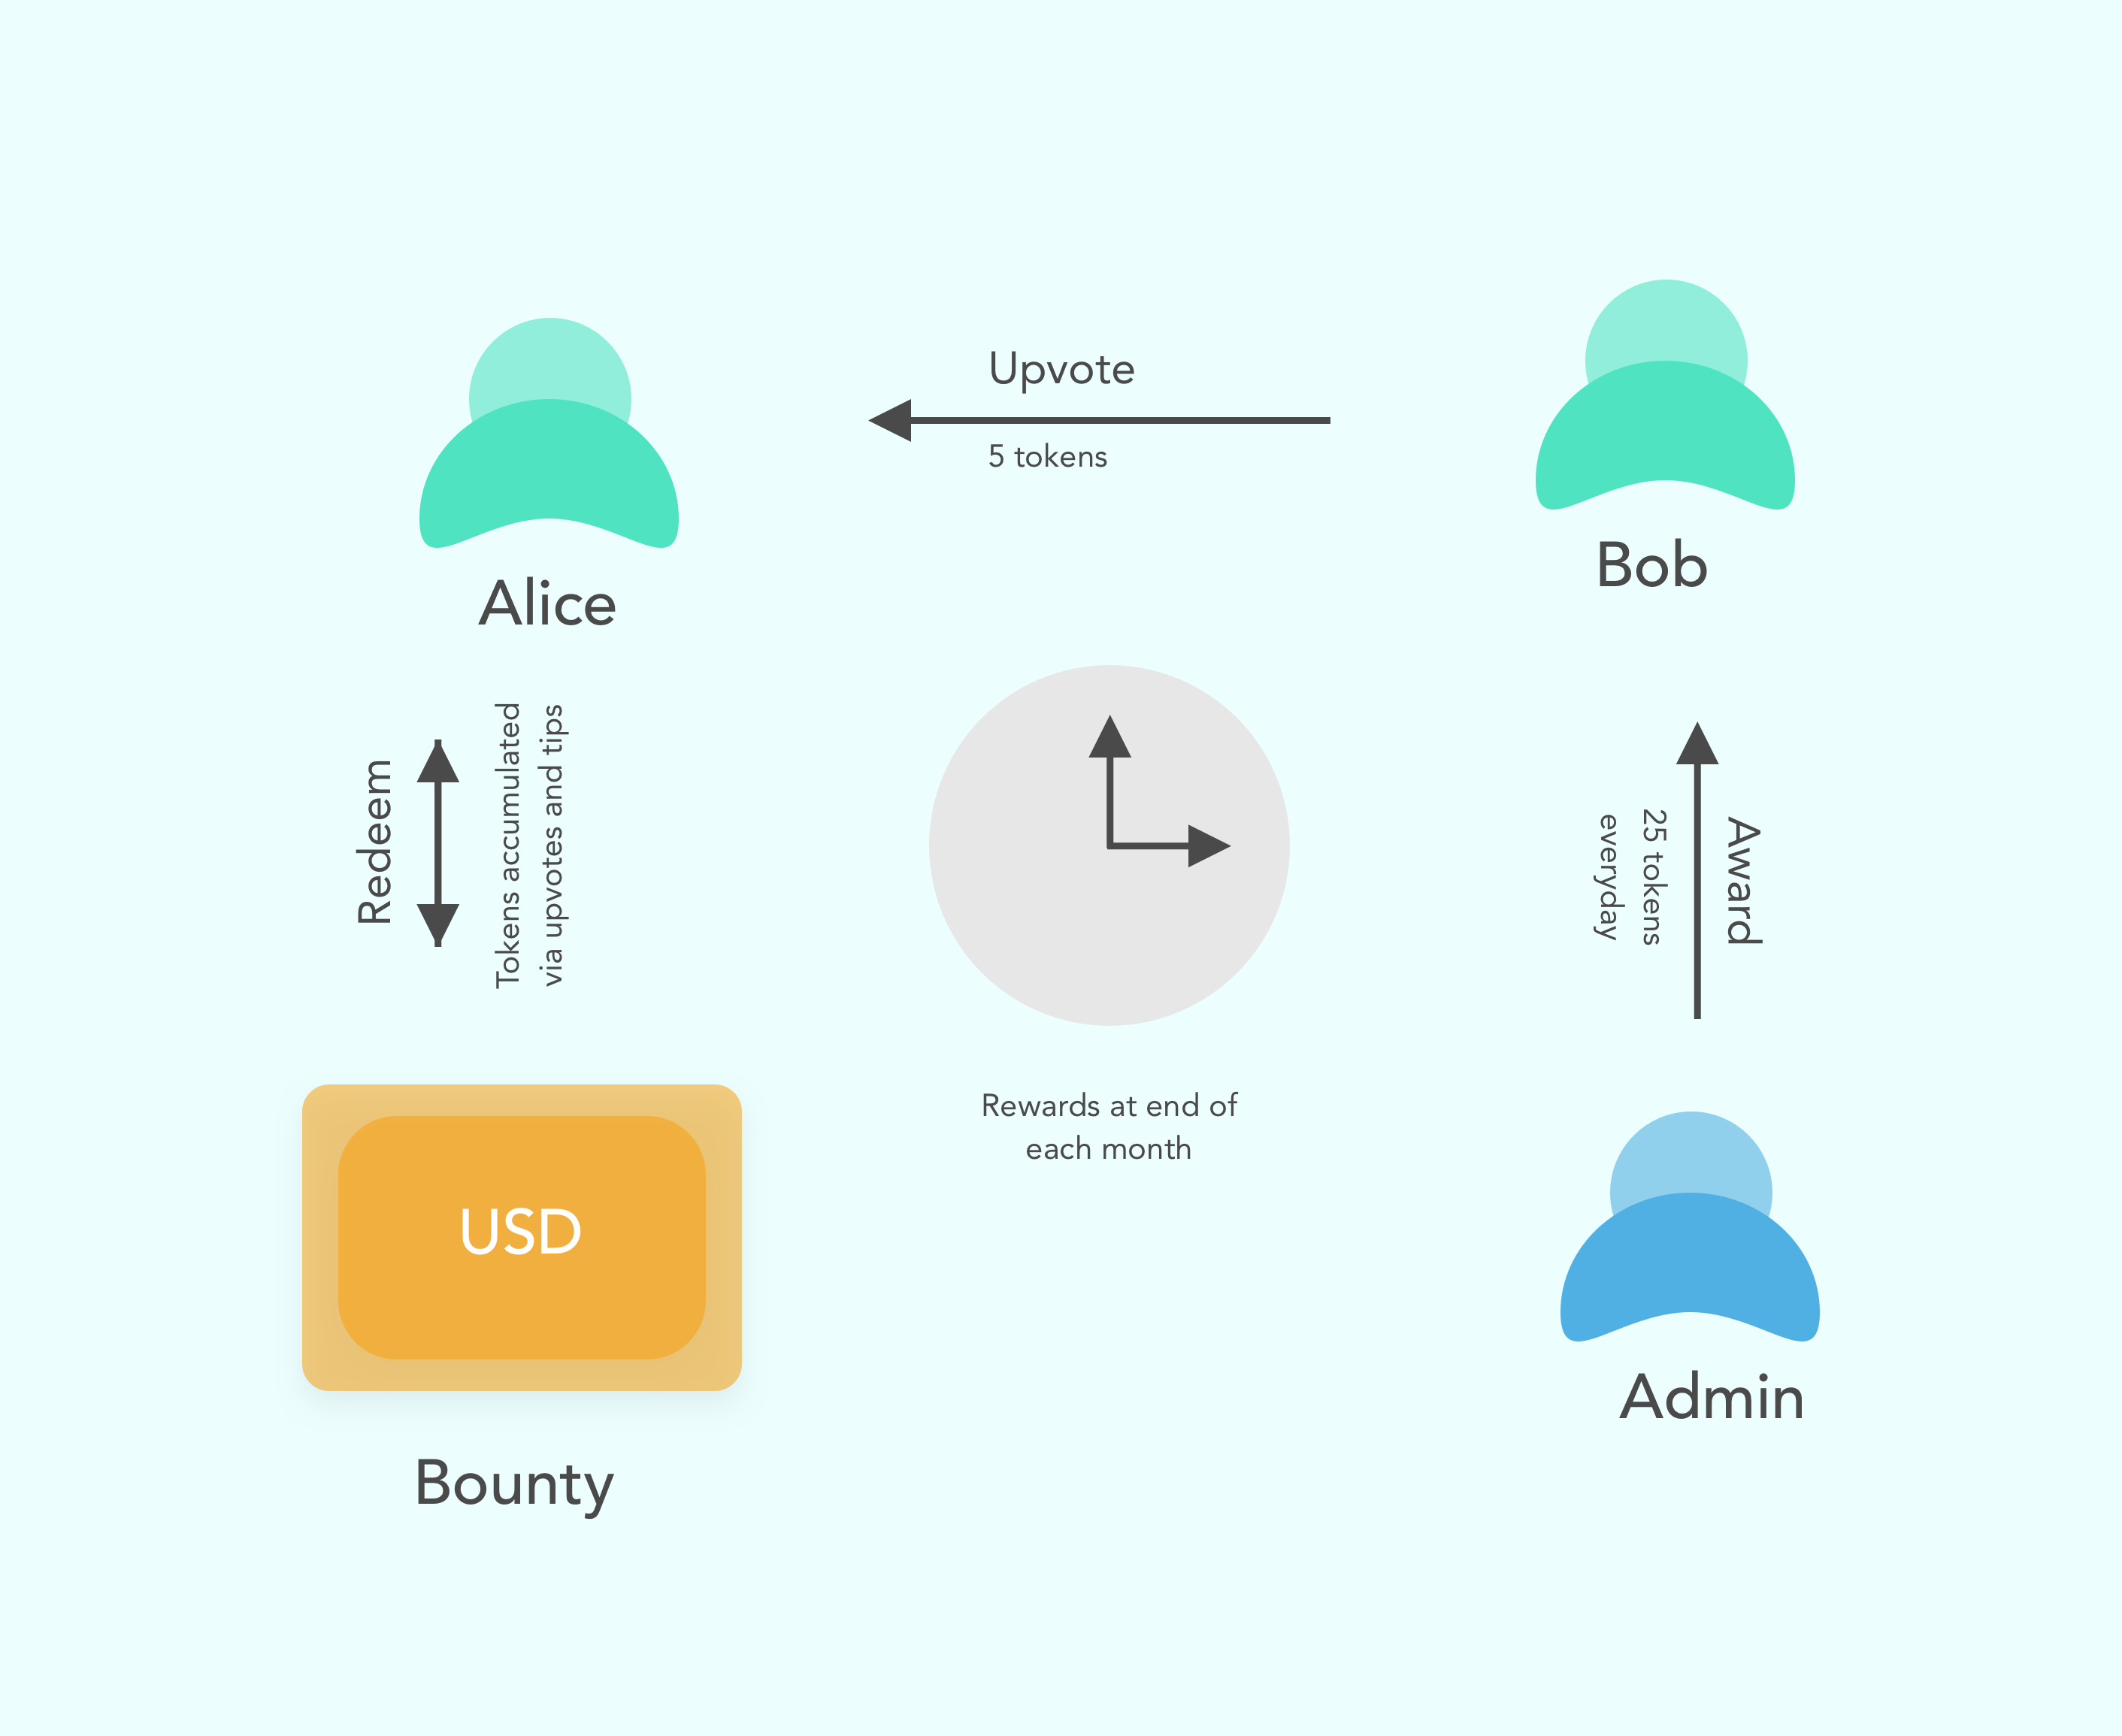 Upvote
5 tokens
Alice
Bob
Redeem
Tokens accumulated
via upvotes and tips
Award
25 tokens
everyday
Rewards at end of
each month
USD
Bounty
Admin